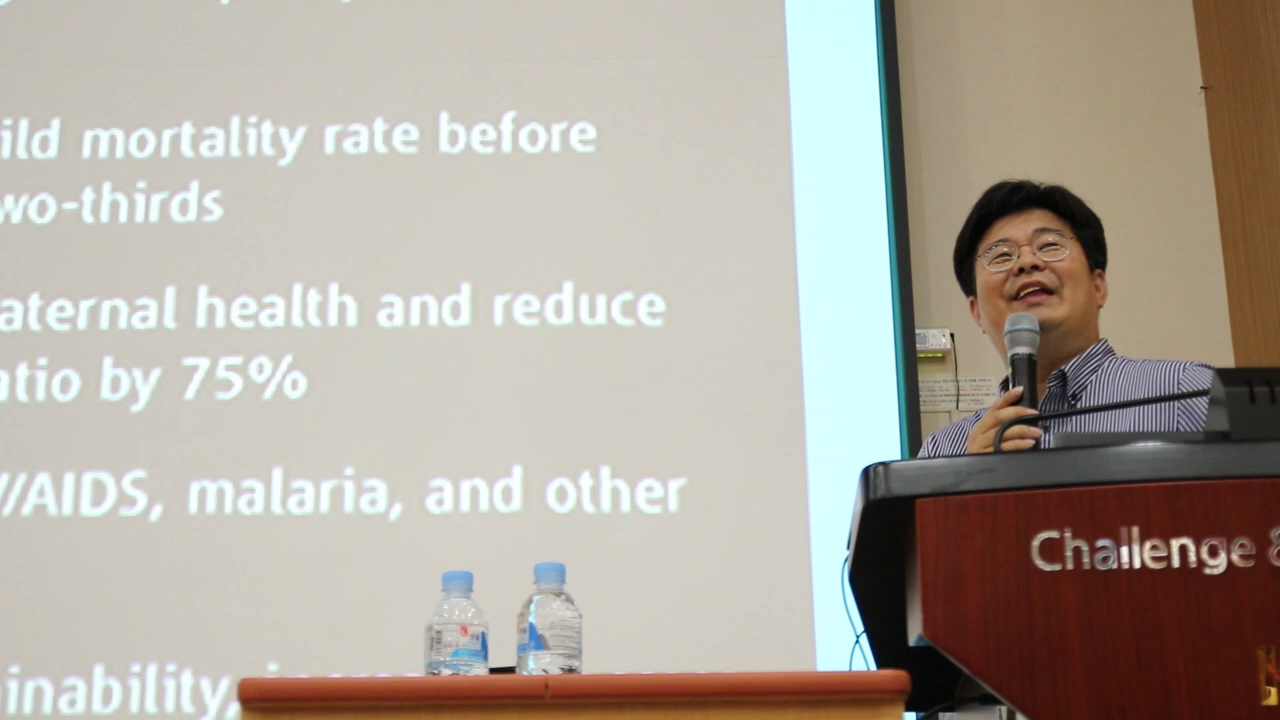 ild mortality rate before
wo-thirds
aternal health and reduce
atio by 75%
/AIDS, malaria, and other
inability,
Challenge &